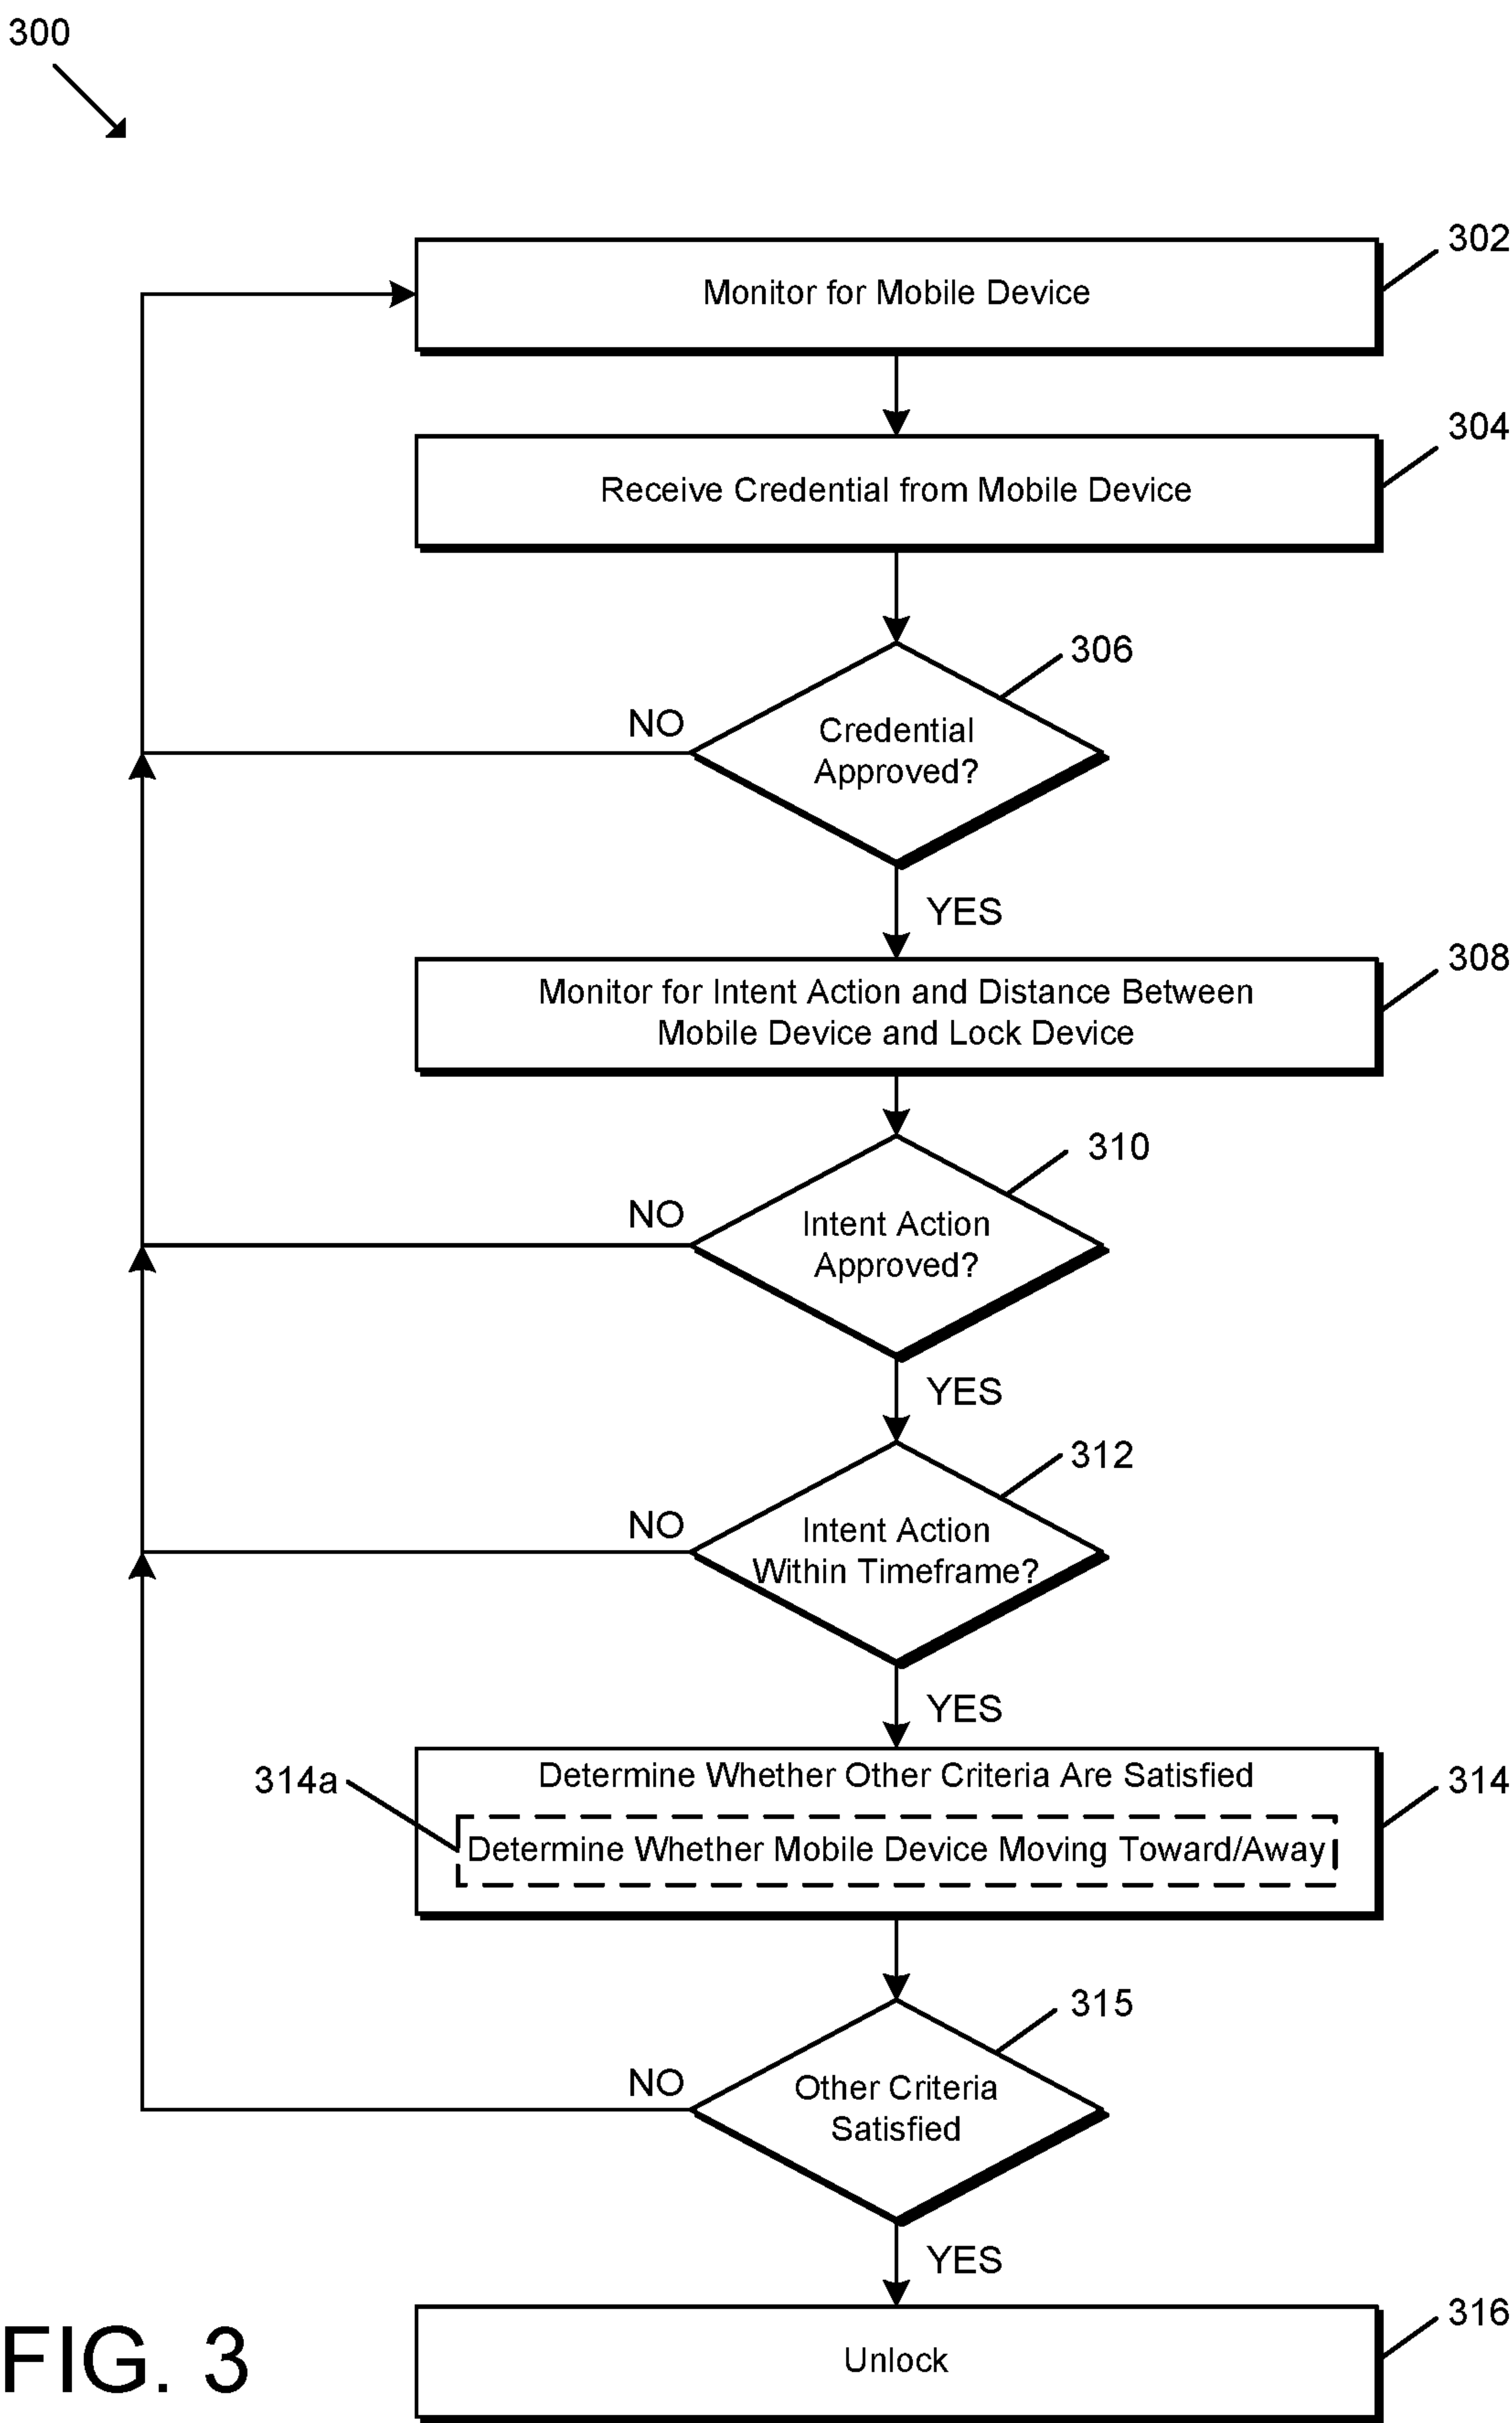 300
302
Monitor for Mobile Device
304
Receive Credential from Mobile Device
306
NO
Credential
Approved?
YES
308
Monitor for Intent Action and Distance Between
Mobile Device and Lock Device
310
NO
Intent Action
Approved?
YES
312
NO
Intent Action
Within Timeframe?
YES
314a
Determine Whether Other Criteria Are Satisfied
314
Determine Whether Mobile Device Moving Toward/Away
315
NO
Other Criteria
Satisfied
YES
316
Unlock
FIG. 3